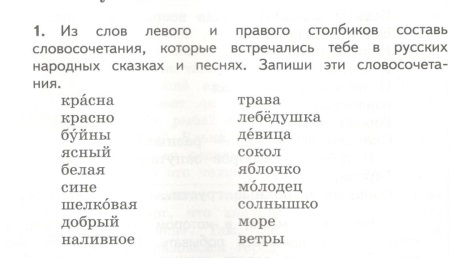 1. Из слов левого и правого столбиков составь
словосочетания, которые встречались тебе в русских
народных сказках и песнях. Запиши эти словосочета-
ния.
кра́сна трава
красно лебёдушка
бу́йны де́вица
ясный сокол
белая яблочко
сине мо́лодец
шелко́вая солнышко
добрый море
наливное ветры